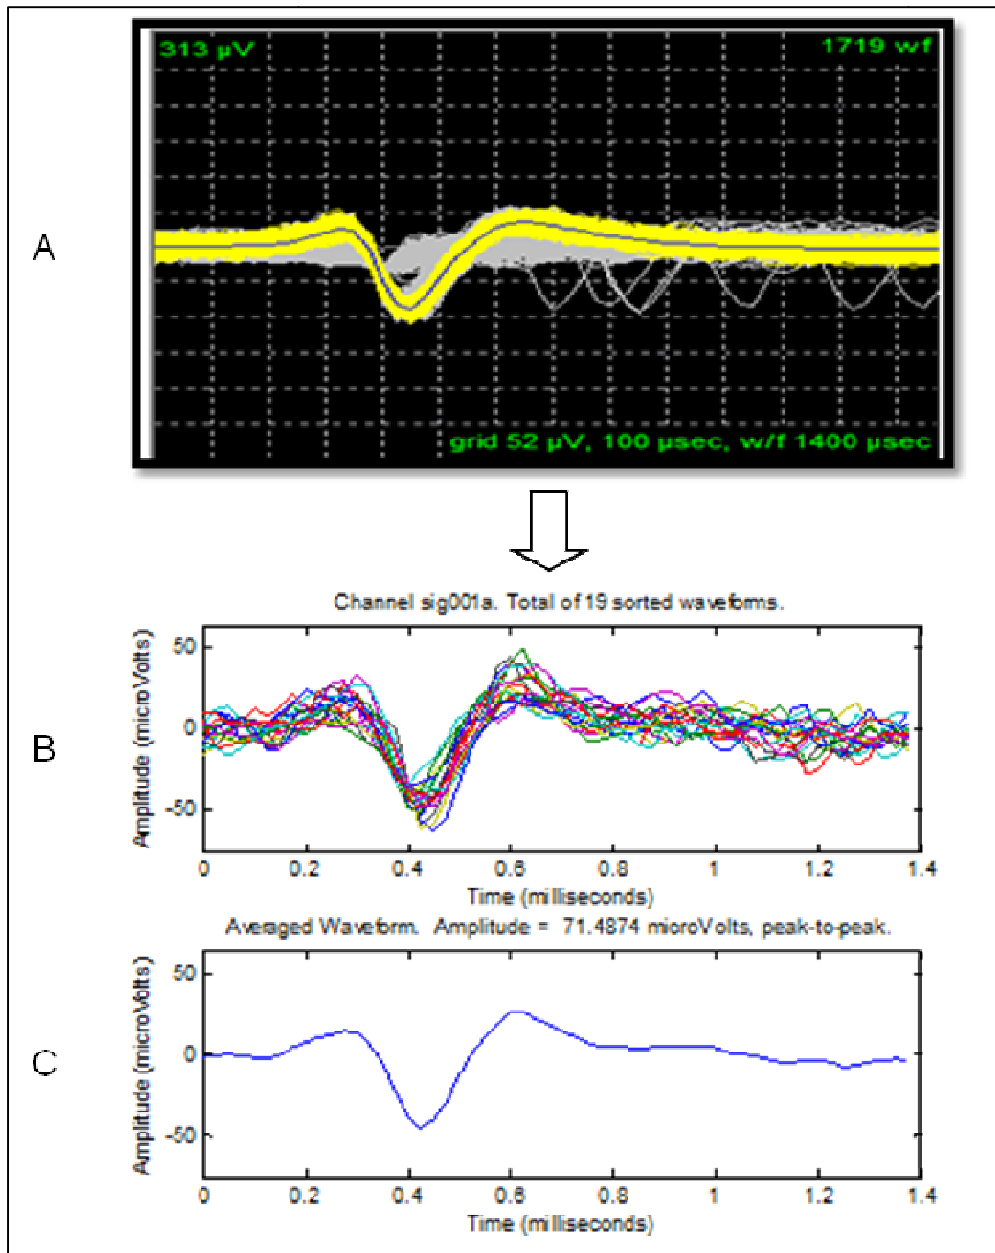 313 µV
1719 wf
A
grid 52 µV, 100 µsec, w/f 1400 µsec
Channel sig001a. Total of 19 sorted waveforms.
B
Amplitude (microVolts)
50
0
-50
0 0.2 0.4 0.6 0.8 1 1.2 1.4
Time (milliseconds)
Averaged Waveform. Amplitude = 71.4874 microVolts, peak-to-peak.
C
Amplitude (microVolts)
50
0
-50
0 0.2 0.4 0.6 0.8 1 1.2 1.4
Time (milliseconds)